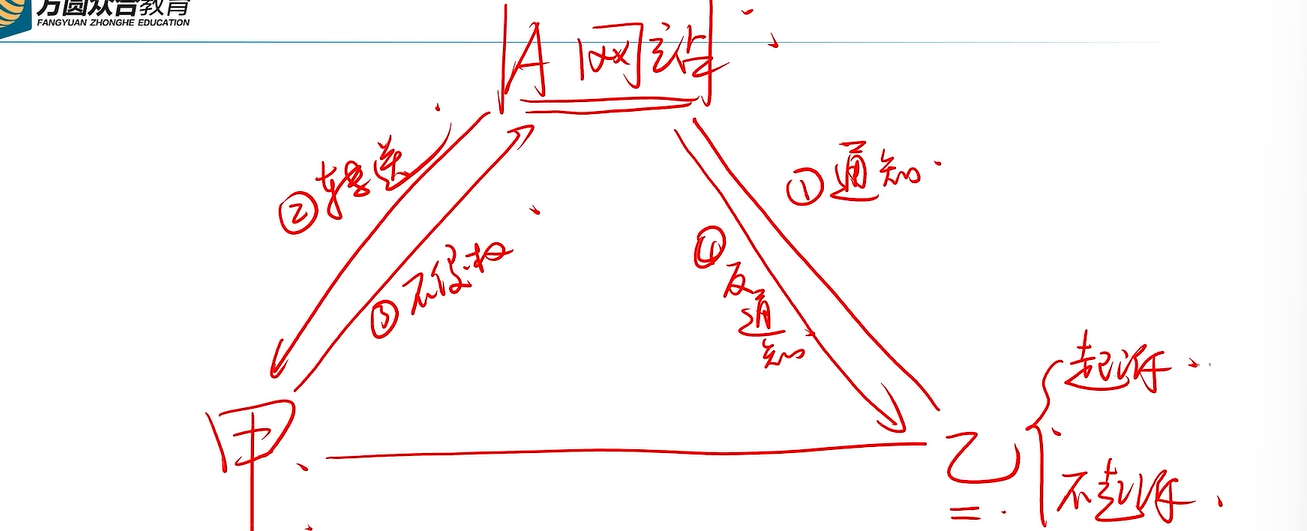 方圆众合教育
FANGYUAN ZHONGHE EDUCATION
A 网站
②转送
①通知
③不侵权
④反通知
甲
乙
起诉
不起诉